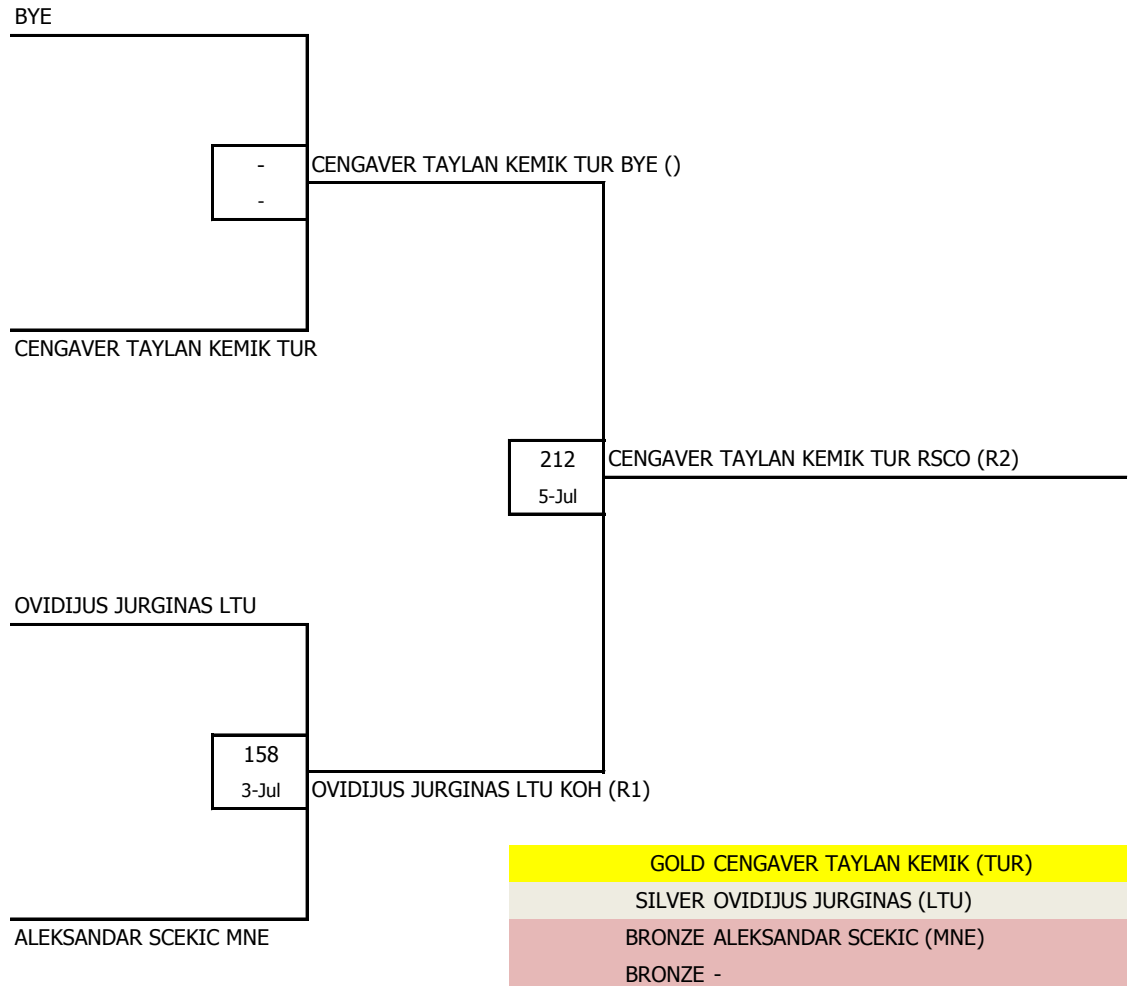 BYE
-
-
CENGAVER TAYLAN KEMIK TUR BYE ()
CENGAVER TAYLAN KEMIK TUR
212
5-Jul
CENGAVER TAYLAN KEMIK TUR RSCO (R2)
OVIDIJUS JURGINAS LTU
158
3-Jul
OVIDIJUS JURGINAS LTU KOH (R1)
ALEKSANDAR SCEKIC MNE
GOLD CENGAVER TAYLAN KEMIK (TUR)
SILVER OVIDIJUS JURGINAS (LTU)
BRONZE ALEKSANDAR SCEKIC (MNE)
BRONZE -